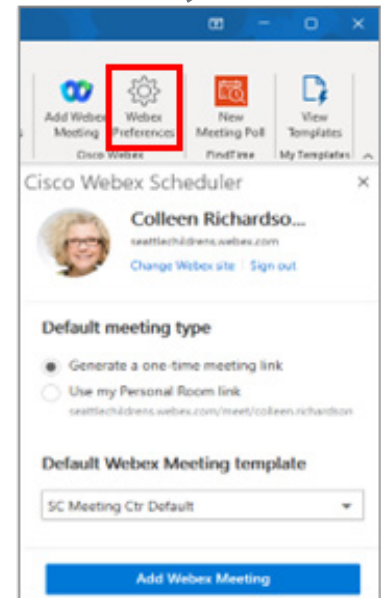 Add Webex Meeting
Webex Preferences
New Meeting Poll
View Templates
Cisco Webex
FindTime
My Templates
Cisco Webex Scheduler
Colleen Richardso...
seattlechildrens.webex.com
Change Webex site
Sign out
Default meeting type
Generate a one-time meeting link
Use my Personal Room link
seattlechildrens.webex.com/meet/colleen.richardson
Default Webex Meeting template
SC Meeting Ctr Default
Add Webex Meeting